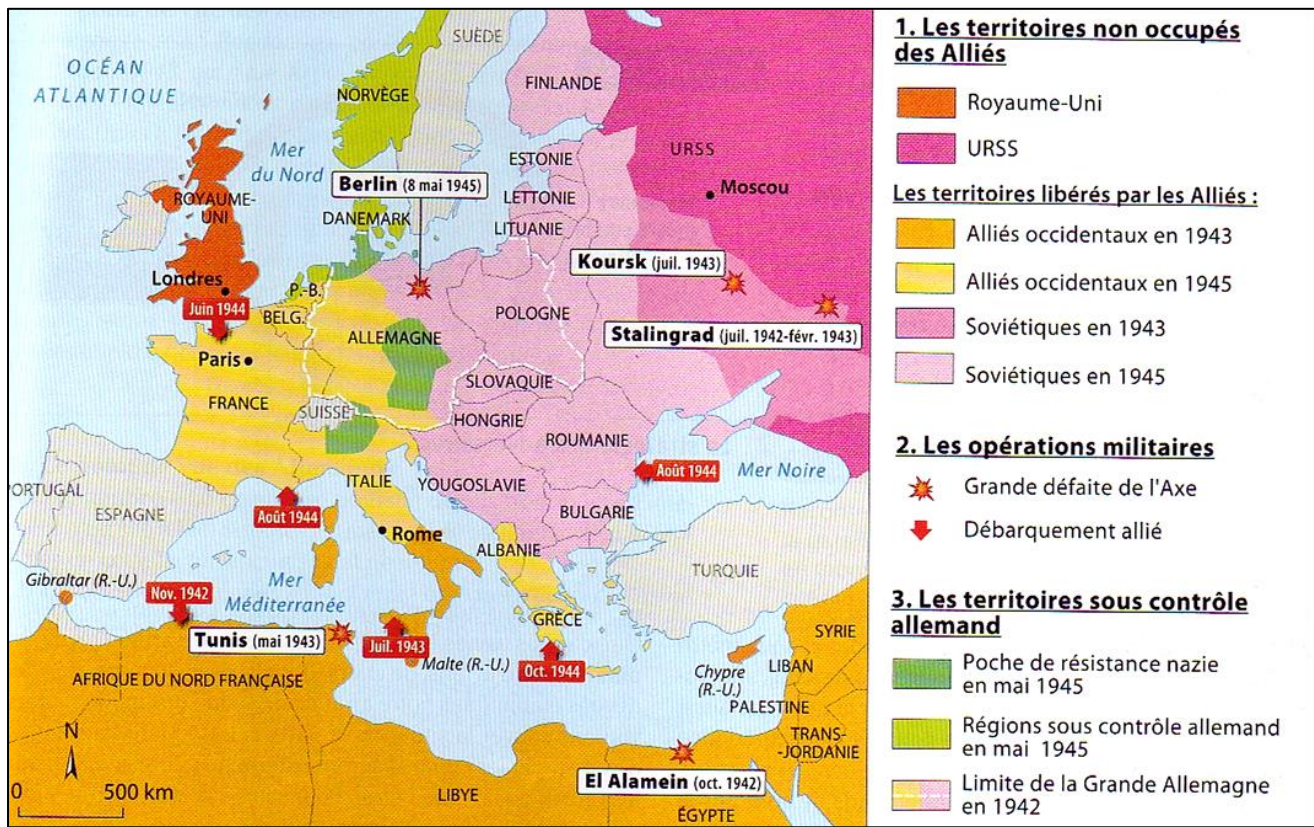 OCÉAN
ATLANTIQUE
SUÈDE
FINLANDE
NORVÈGE
Mer
du Nord
ESTONIE
URSS
Moscou
Berlin (8 mai 1945)
LETTONIE
ROYAUME-
UNI
DANEMARK
LITUANIE
Koursk (juil. 1943)
Londres
P.-B.
Juin 1944
BELG.
POLOGNE
Stalingrad (juil. 1942-févr. 1943)
ALLEMAGNE
Paris
SLOVAQUIE
FRANCE
SUISSE
HONGRIE
ROUMANIE
Mer Noire
Août 1944
ITALIE
YOUGOSLAVIE
PORTUGAL
ESPAGNE
Août 1944
BULGARIE
Rome
ALBANIE
TURQUIE
Gibraltar (R.-U.)
Nov. 1942
Mer
Méditerranée
GRÈCE
Tunis (mai 1943)
Juil. 1943
Malte (R.-U.)
Oct. 1944
Chypre
(R.-U.)
SYRIE
LIBAN
AFRIQUE DU NORD FRANÇAISE
PALESTINE
TRANS-
JORDANIE
N
0 500 km
El Alamein (oct. 1942)
LIBYE
ÉGYPTE
1. Les territoires non occupés
des Alliés
Royaume-Uni
URSS
Les territoires libérés par les Alliés :
Alliés occidentaux en 1943
Alliés occidentaux en 1945
Soviétiques en 1943
Soviétiques en 1945
2. Les opérations militaires
Grande défaite de l'Axe
Débarquement allié
3. Les territoires sous contrôle
allemand
Poche de résistance nazie
en mai 1945
Régions sous contrôle allemand
en mai 1945
Limite de la Grande Allemagne
en 1942